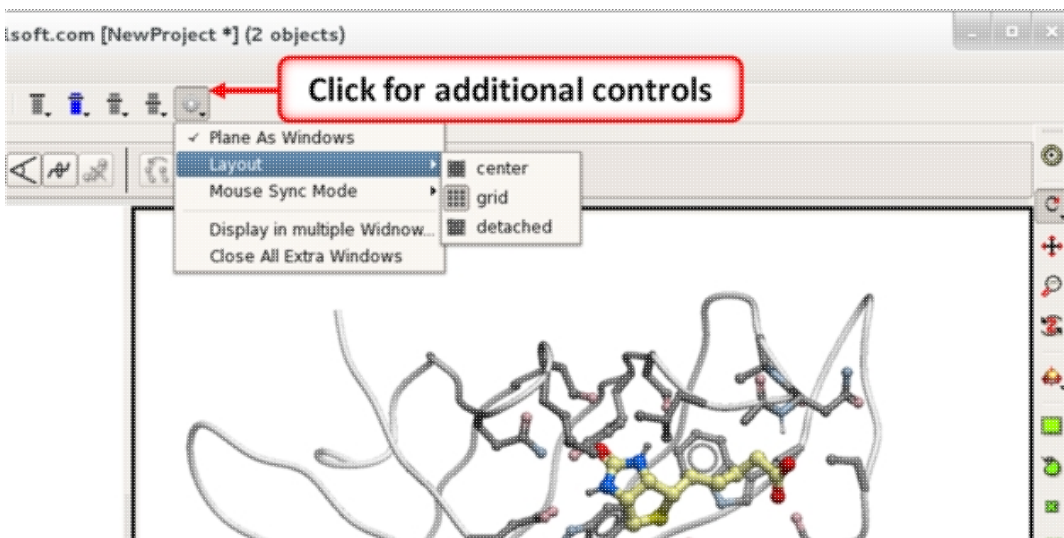 lsoft.com [NewProject *] (2 objects)
Click for additional controls
✓ Plane As Windows
Layout
Mouse Sync Mode
Display in multiple Widnow...
Close All Extra Windows
center
grid
detached